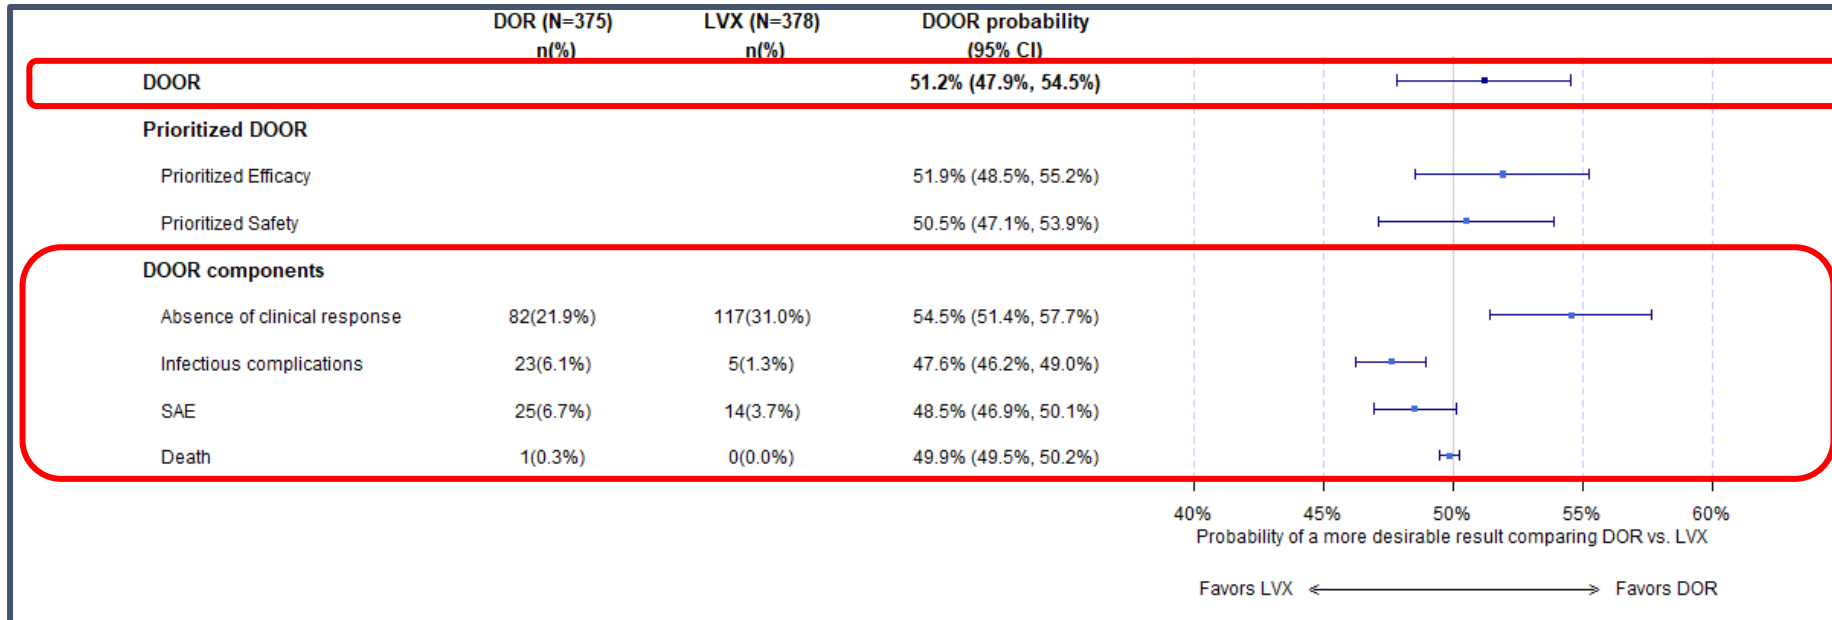 DOR (N=375) LVX (N=378) DOOR probability
n(%) n(%) (95% CI)
DOOR 51.2% (47.9%, 54.5%)
Prioritized DOOR
Prioritized Efficacy 51.9% (48.5%, 55.2%)
Prioritized Safety 50.5% (47.1%, 53.9%)
DOOR components
Absence of clinical response 82(21.9%) 117(31.0%) 54.5% (51.4%, 57.7%)
Infectious complications 23(6.1%) 5(1.3%) 47.6% (46.2%, 49.0%)
SAE 25(6.7%) 14(3.7%) 48.5% (46.9%, 50.1%)
Death 1(0.3%) 0(0.0%) 49.9% (49.5%, 50.2%)
40% 45% 50% 55% 60%
Probability of a more desirable result comparing DOR vs. LVX
Favors LVX Favors DOR